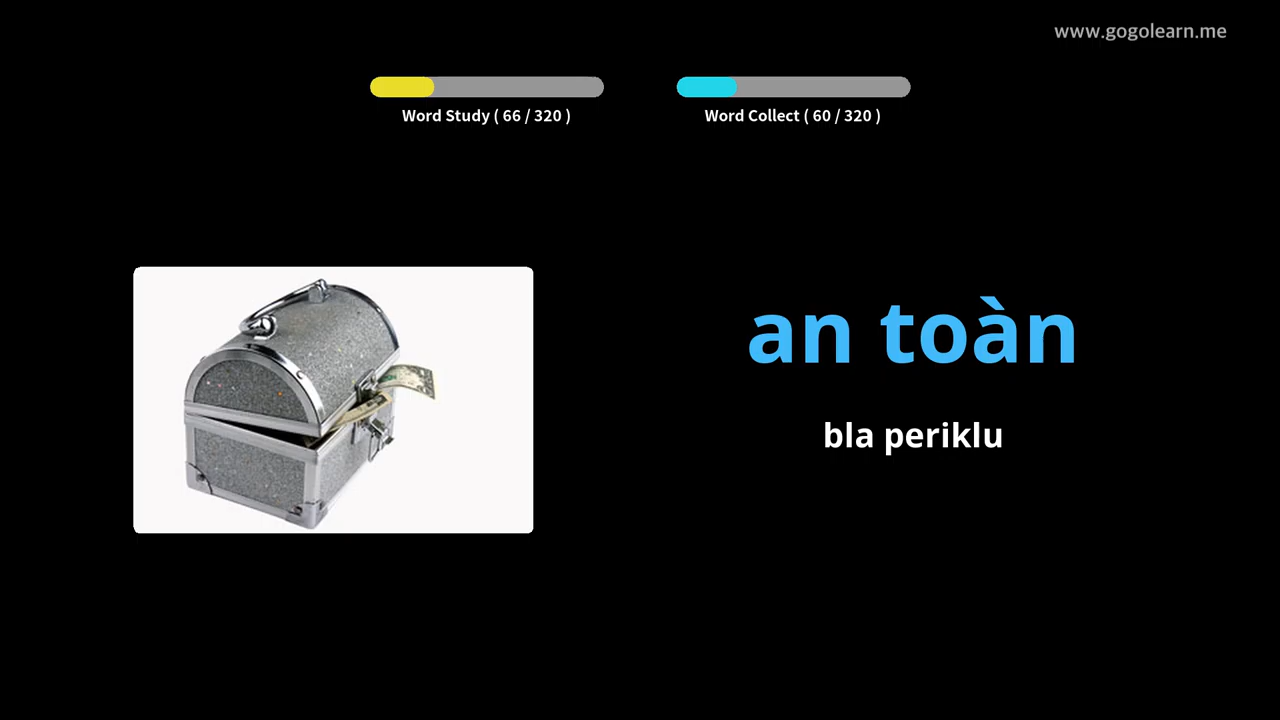 www.gogolearn.me
Word Study ( 66 / 320 )
Word Collect ( 60 / 320 )
an toàn
bla periklu